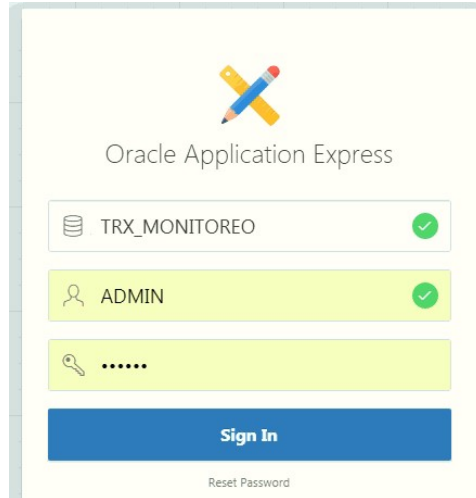 Oracle Application Express
TRX_MONITOREO
ADMIN
••••••
Sign In
Reset Password